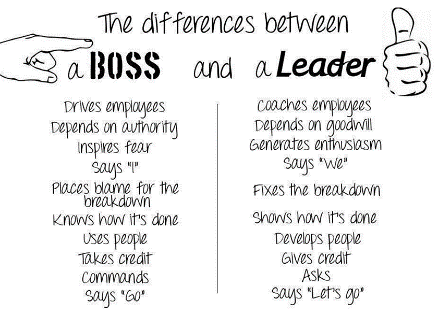 The differences between
a BOSS and a Leader
Drives employees
Depends on authority
Inspires fear
Says "I"
Places blame for the
breakdown
Knows how it's done
Uses people
Takes credit
Commands
Says "Go"
Coaches employees
Depends on goodwill
Generates enthusiasm
Says "We"
Fixes the breakdown
Shows how it's done
Develops people
Gives credit
Asks
Says "Let's go"